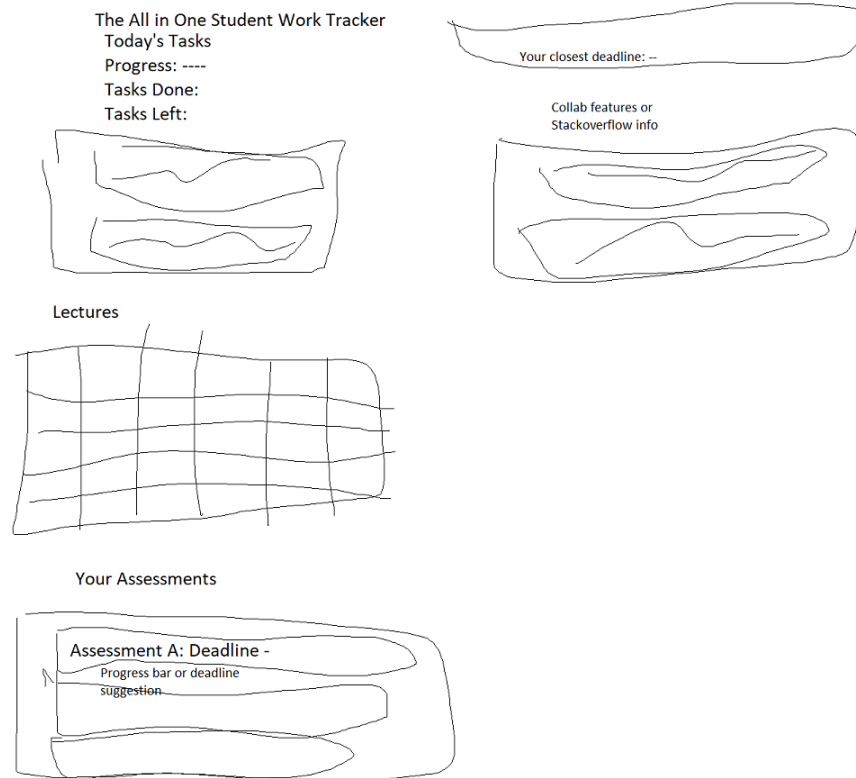 The All in One Student Work Tracker
Today's Tasks
Progress: ----
Tasks Done:
Tasks Left:
Your closest deadline: --
Collab features or
Stackoverflow info
Lectures
Your Assessments
Assessment A: Deadline -
Progress bar or deadline
suggestion